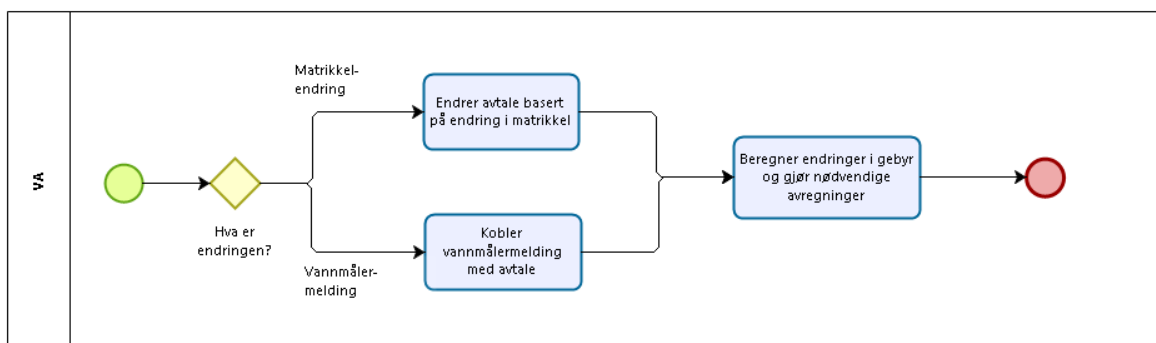 VA
Hva er
endringen?
Matrikkel-
endring
Endrer avtale basert
på endring i matrikkel
Vannmåler-
melding
Kobler
vannmålermelding
med avtale
Beregner endringer i gebyr
og gjør nødvendige
avregninger